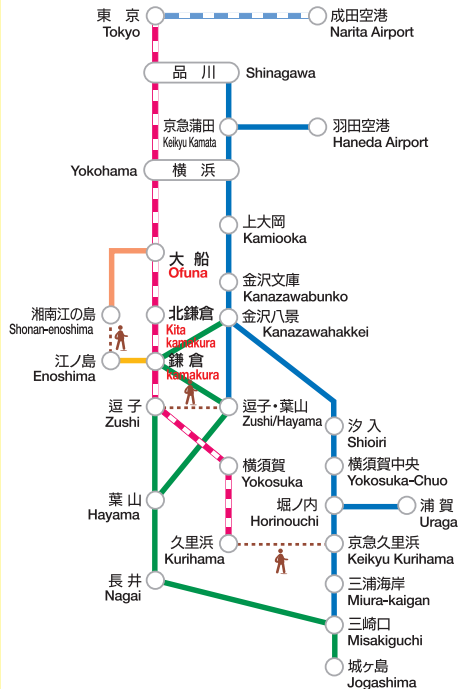 東 京
Tokyo
成田空港
Narita Airport
品 川
Shinagawa
京急蒲田
Keikyu Kamata
羽田空港
Haneda Airport
Yokohama
横 浜
上大岡
Kamiooka
大 船
Ofuna
金沢文庫
Kanazawabunko
湘南江の島
Shonan-enoshima
北鎌倉
Kita
kamakura
金沢八景
Kanazawahakkei
江ノ島
Enoshima
鎌 倉
kamakura
逗 子
Zushi
逗子・葉山
Zushi/Hayama
汐 入
Shioiri
横須賀
Yokosuka
横須賀中央
Yokosuka-Chuo
葉 山
Hayama
堀ノ内
Horinouchi
浦 賀
Uraga
久里浜
Kurihama
京急久里浜
Keikyu Kurihama
長 井
Nagai
三浦海岸
Miura-kaigan
三崎口
Misakiguchi
城ヶ島
Jogashima